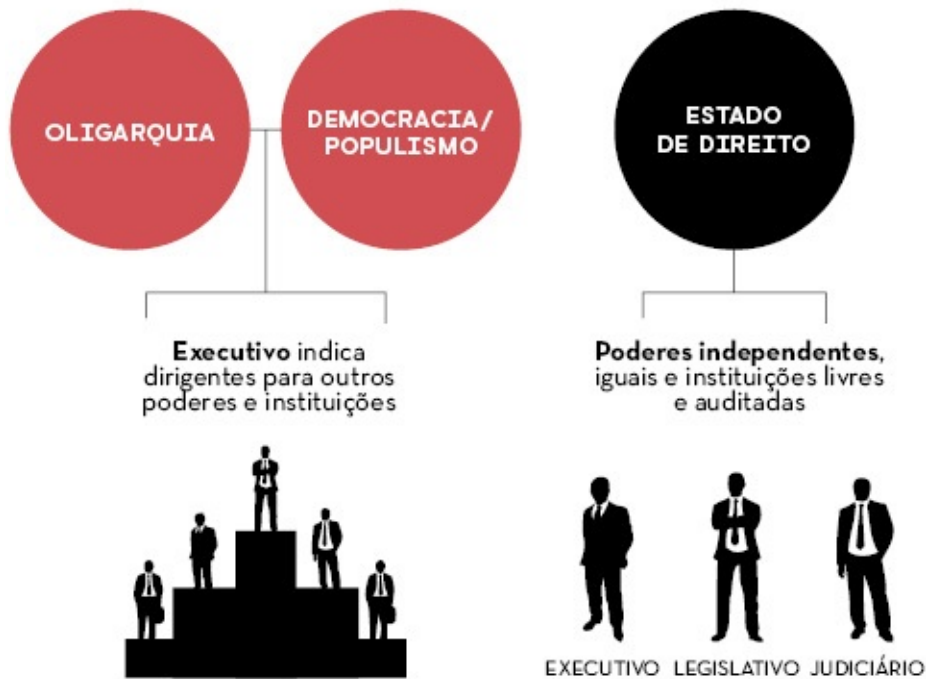 OLIGARQUIA
DEMOCRACIA/
POPULISMO
Executivo indica
dirigentes para outros
poderes e instituições
ESTADO
DE DIREITO
Poderes independentes,
iguais e instituições livres
e auditadas
EXECUTIVO LEGISLATIVO JUDICIÁRIO